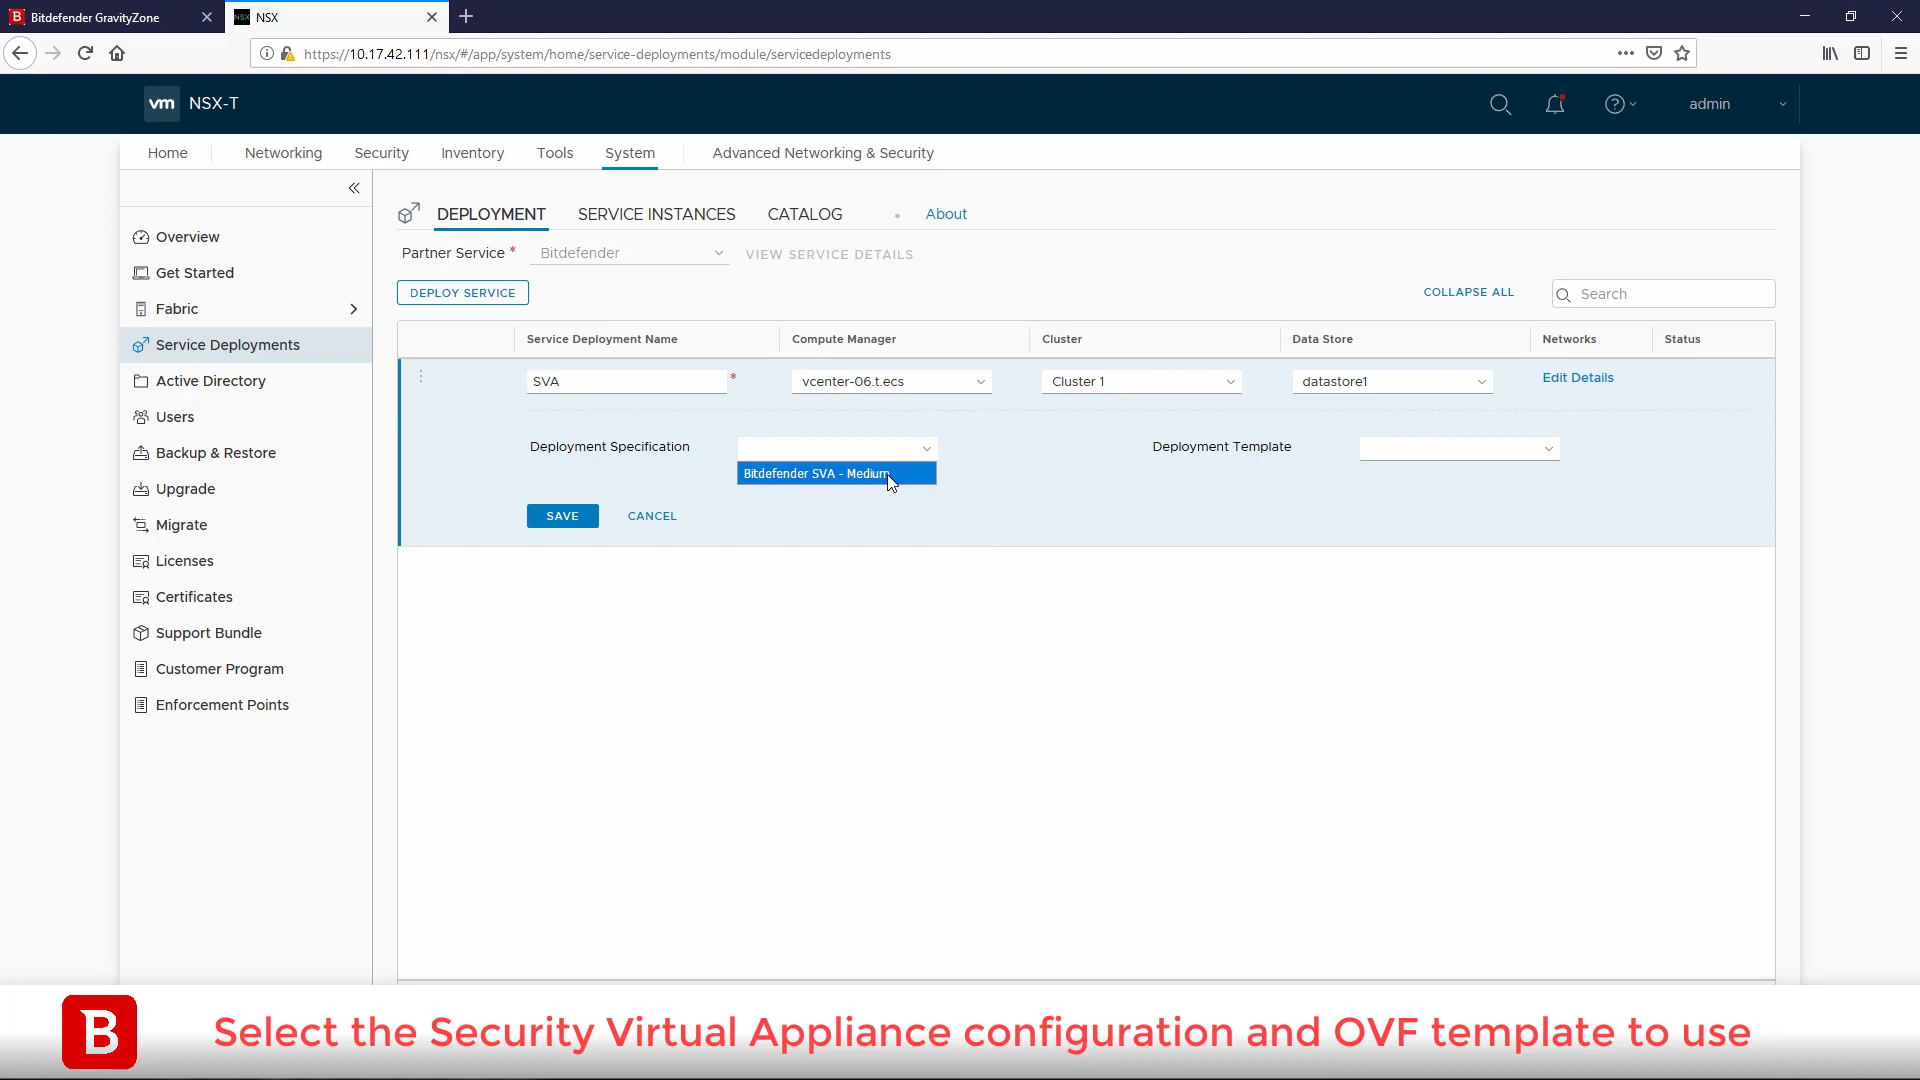 Bitdefender GravityZone
NSX
https://10.17.42.111/nsx/#/app/system/home/service-deployments/module/servicedeployments
vm NSX-T
admin
Home Networking Security Inventory Tools System Advanced Networking & Security
DEPLOYMENT SERVICE INSTANCES CATALOG About
Partner Service * Bitdefender VIEW SERVICE DETAILS
DEPLOY SERVICE
COLLAPSE ALL
Search
Overview
Get Started
Fabric
Service Deployments
Active Directory
Users
Backup & Restore
Upgrade
Migrate
Licenses
Certificates
Support Bundle
Customer Program
Enforcement Points
Service Deployment Name Compute Manager Cluster Data Store Networks Status
SVA * vcenter-06.t.ecs Cluster 1 datastore1 Edit Details
Deployment Specification Deployment Template
Bitdefender SVA - Medium
SAVE CANCEL
B Select the Security Virtual Appliance configuration and OVF template to use